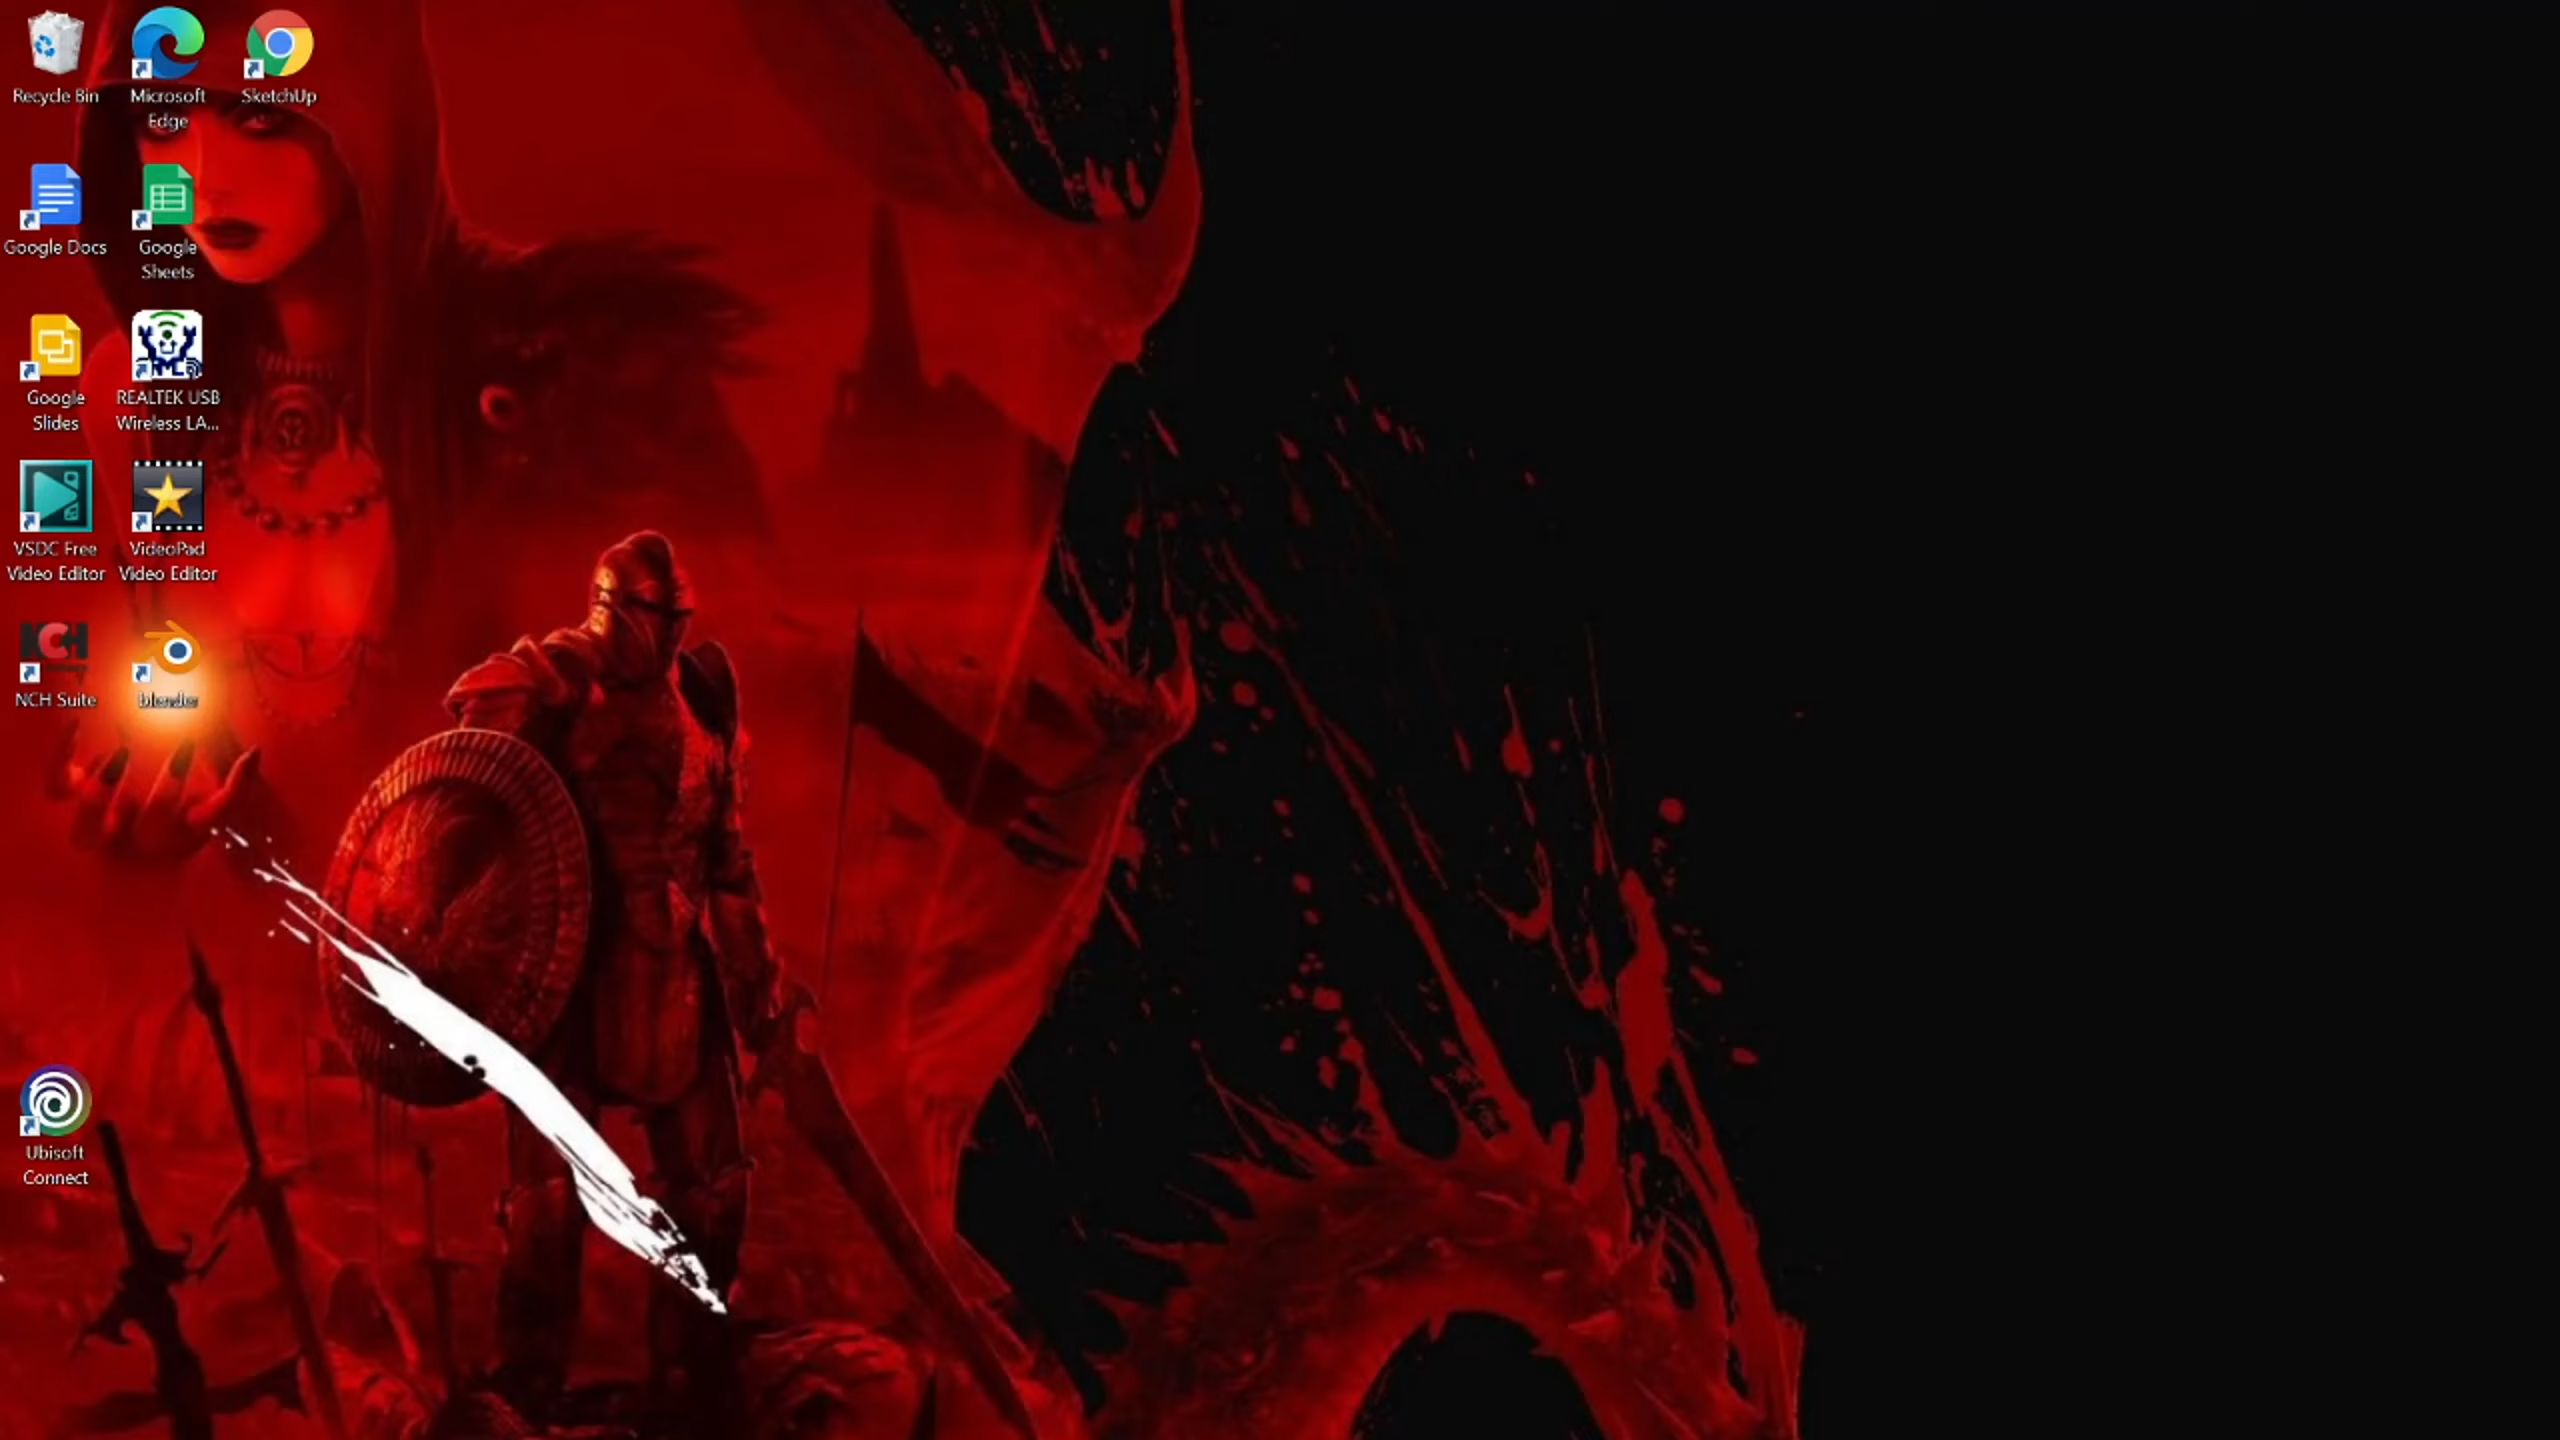 Recycle Bin
Microsoft
Edge
SketchUp
Google Docs
Google
Sheets
Google
Slides
REALTEK USB
Wireless LA...
VSDC Free
Video Editor
VideoPad
Video Editor
NCH
NCH Suite
blender
Ubisoft
Connect